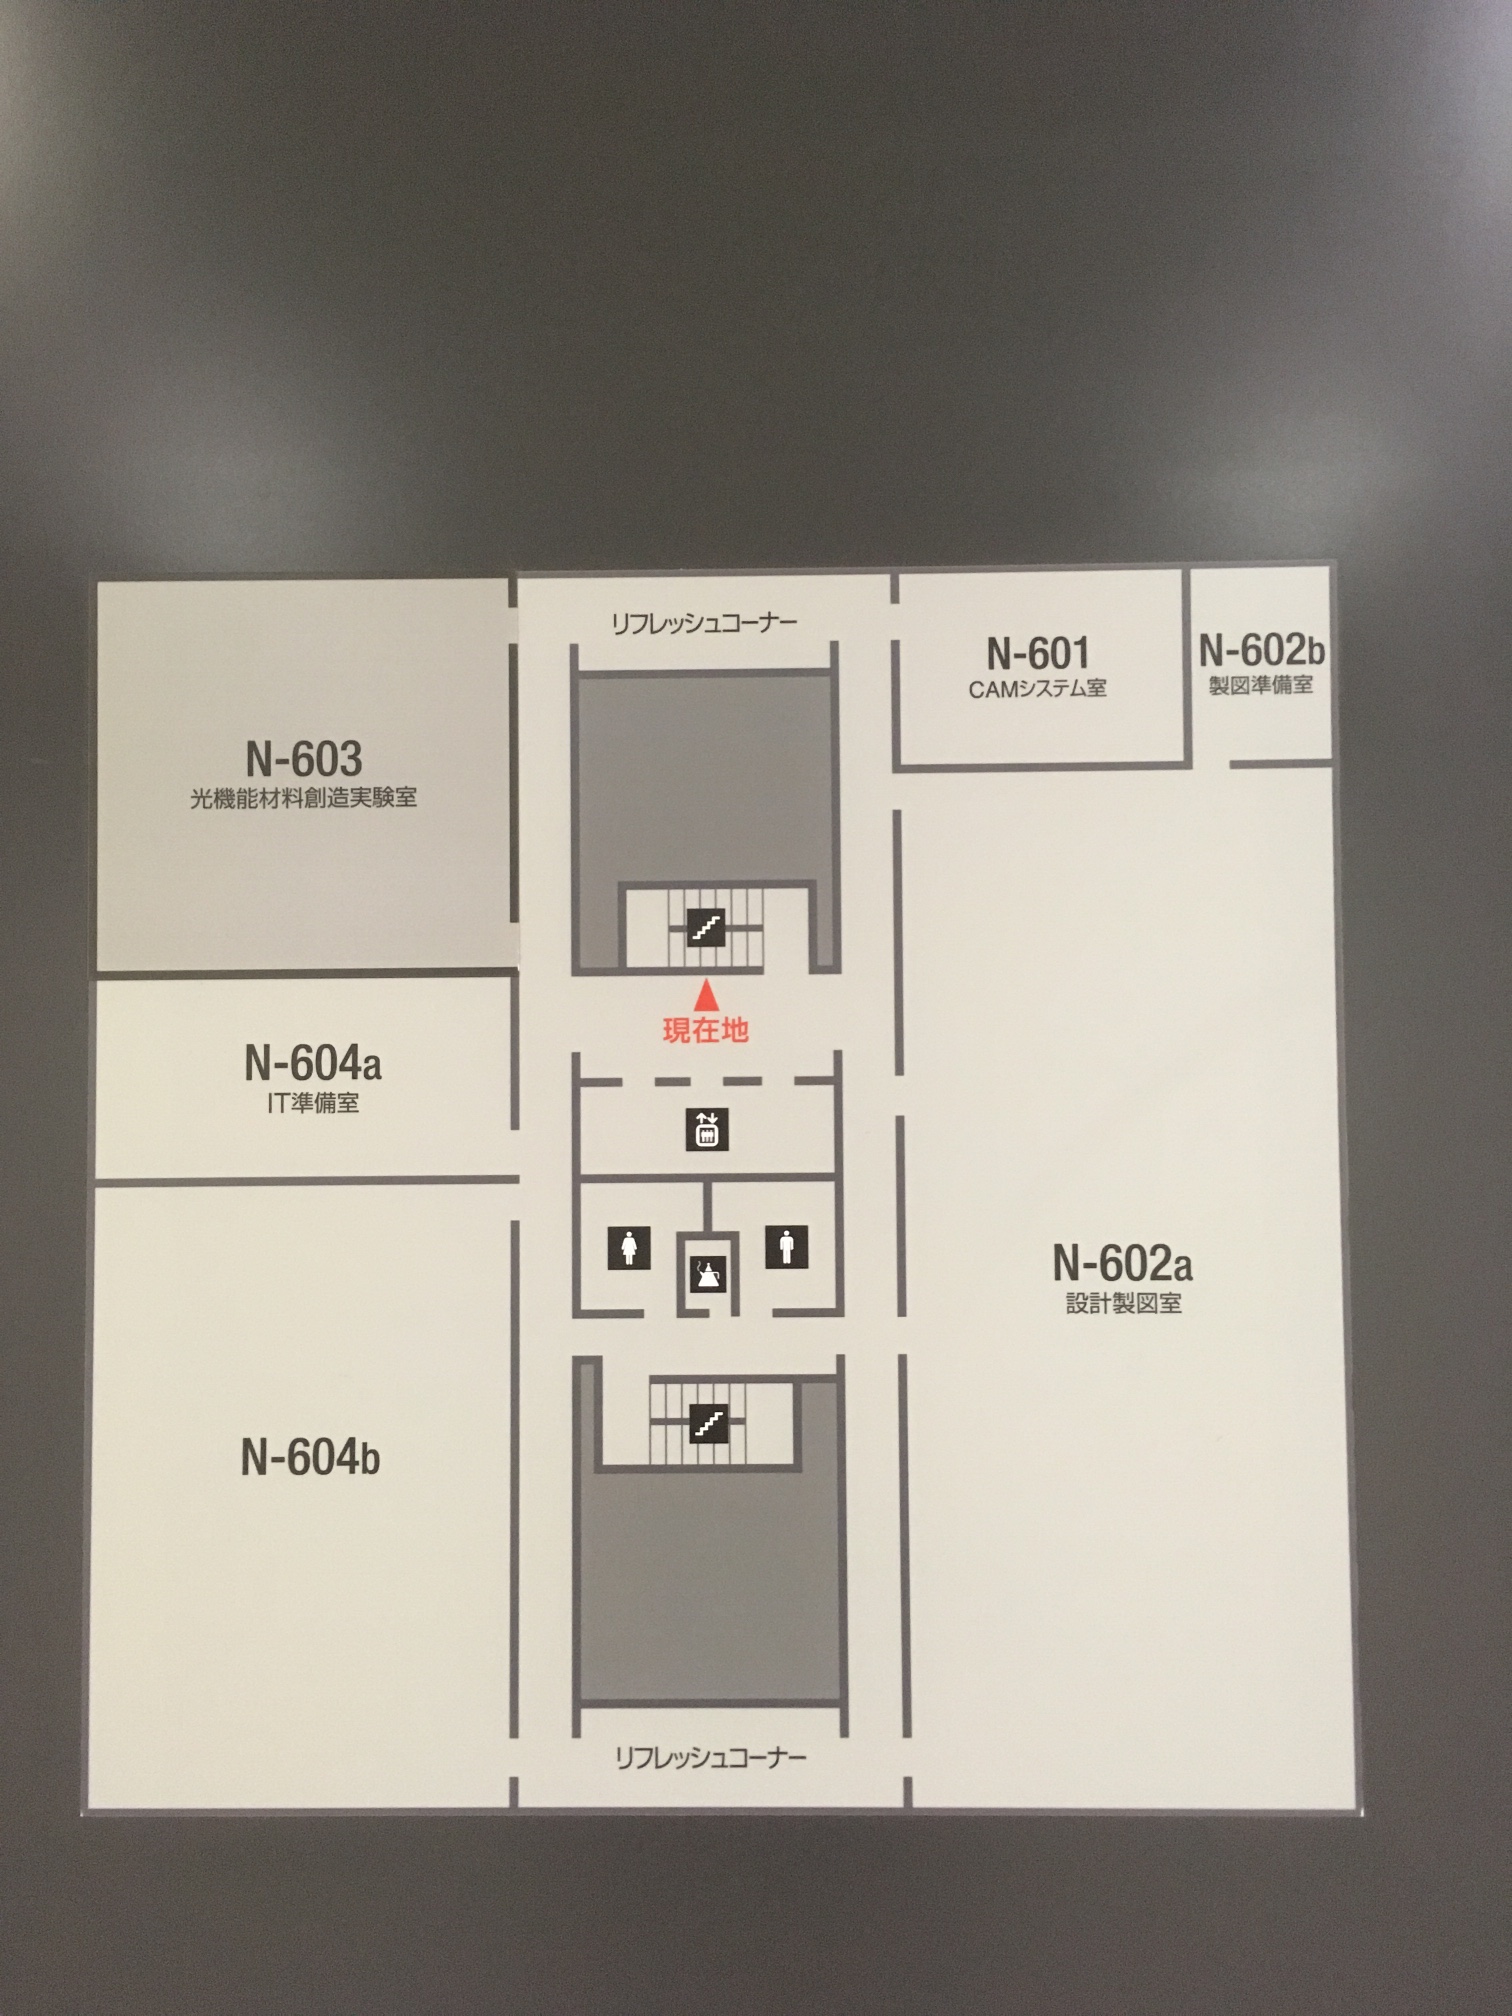 リフレッシュコーナー
N-601
CAMシステム室
N-602b
製図準備室
N-603
光機能材料創造実験室
現在地
N-604a
IT準備室
N-602a
設計製図室
N-604b
リフレッシュコーナー